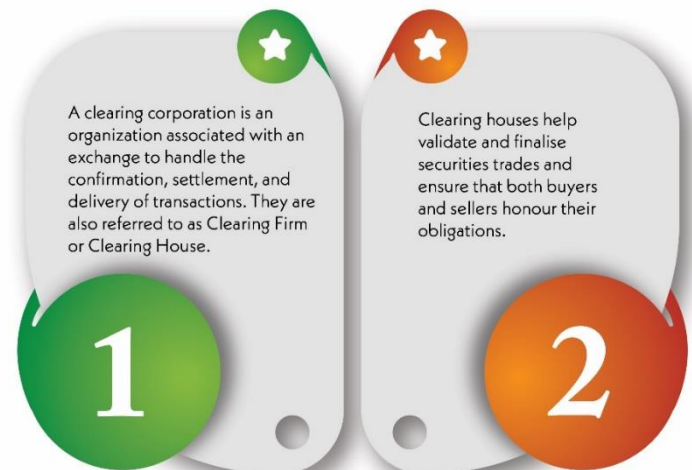 A clearing corporation is an
organization associated with an
exchange to handle the
confirmation, settlement, and
delivery of transactions. They are
also referred to as Clearing Firm
or Clearing House.
1
Clearing houses help
validate and finalise
securities trades and
ensure that both buyers
and sellers honour their
obligations.
2